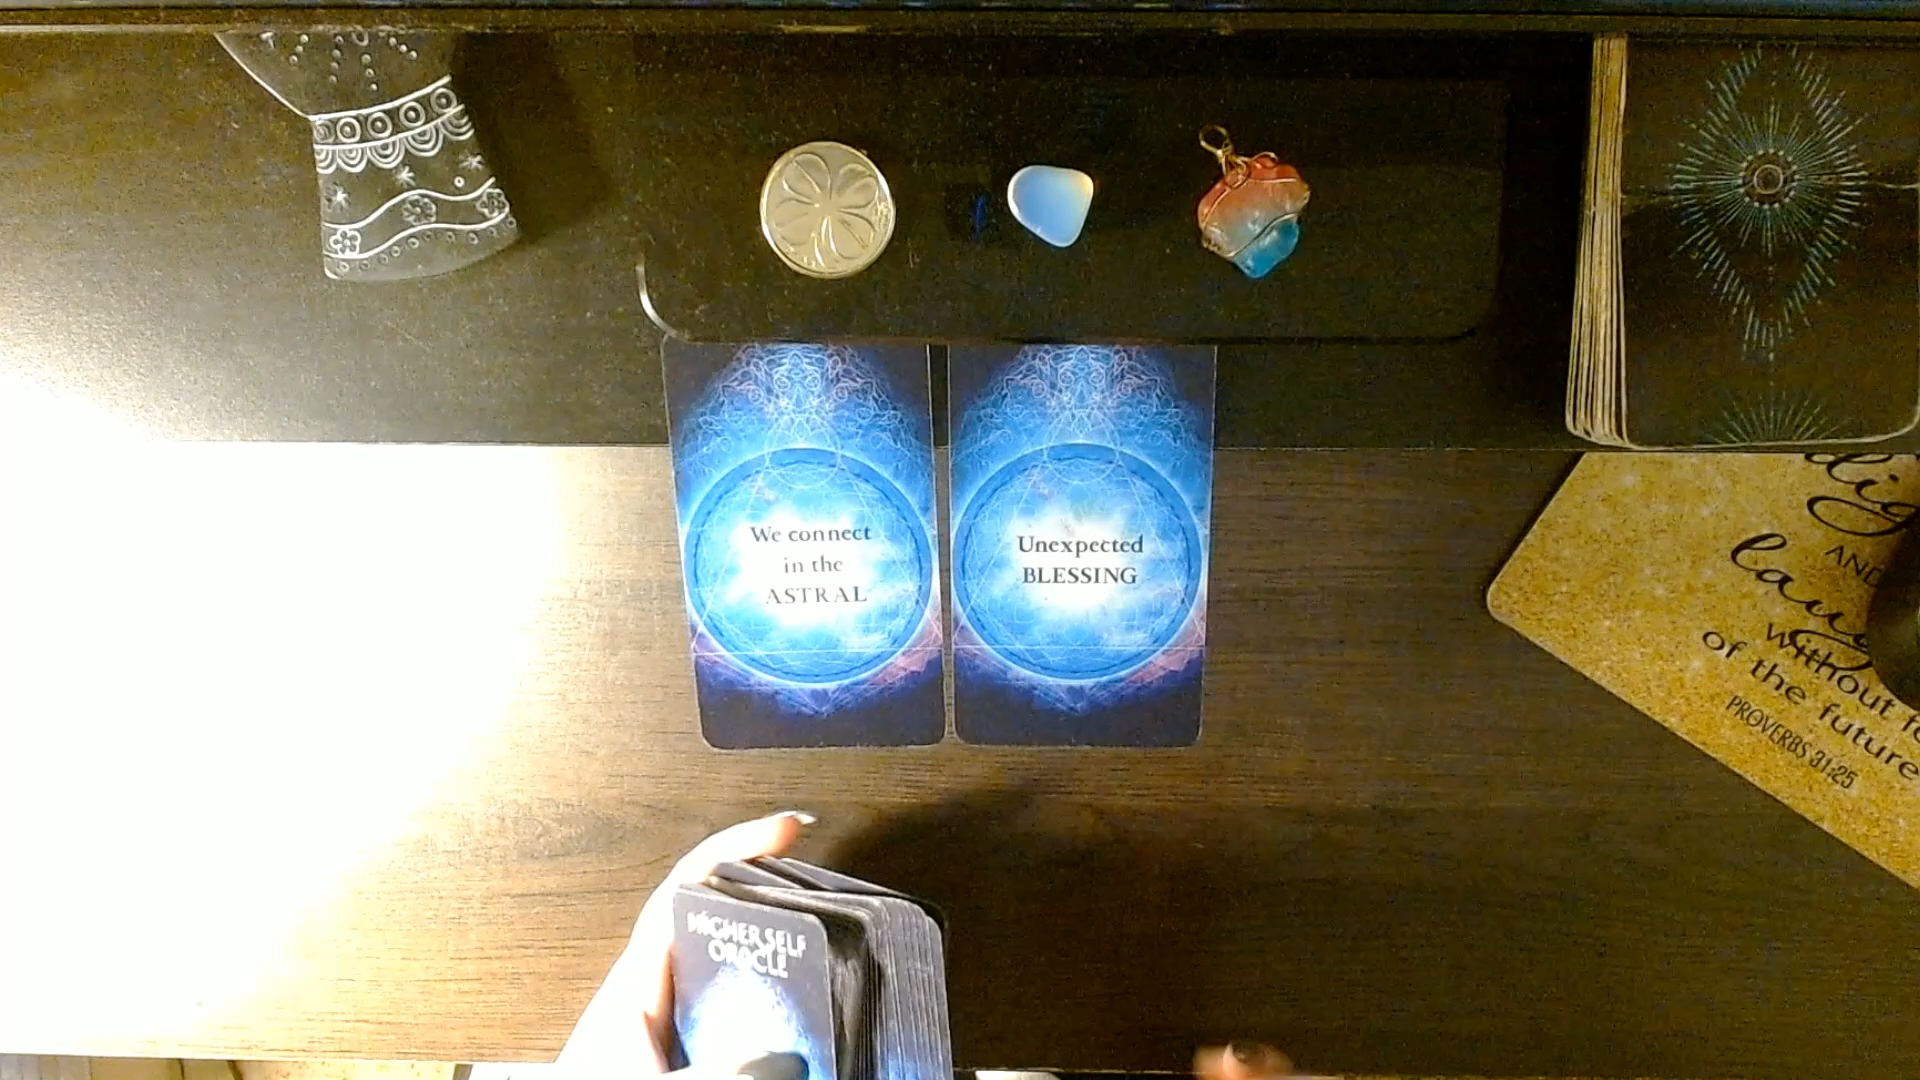 We connect
in the
ASTRAL
Unexpected
BLESSING
AND
without
of the future
PROVERBS 31:25
HIGHER SELF
ORACLE